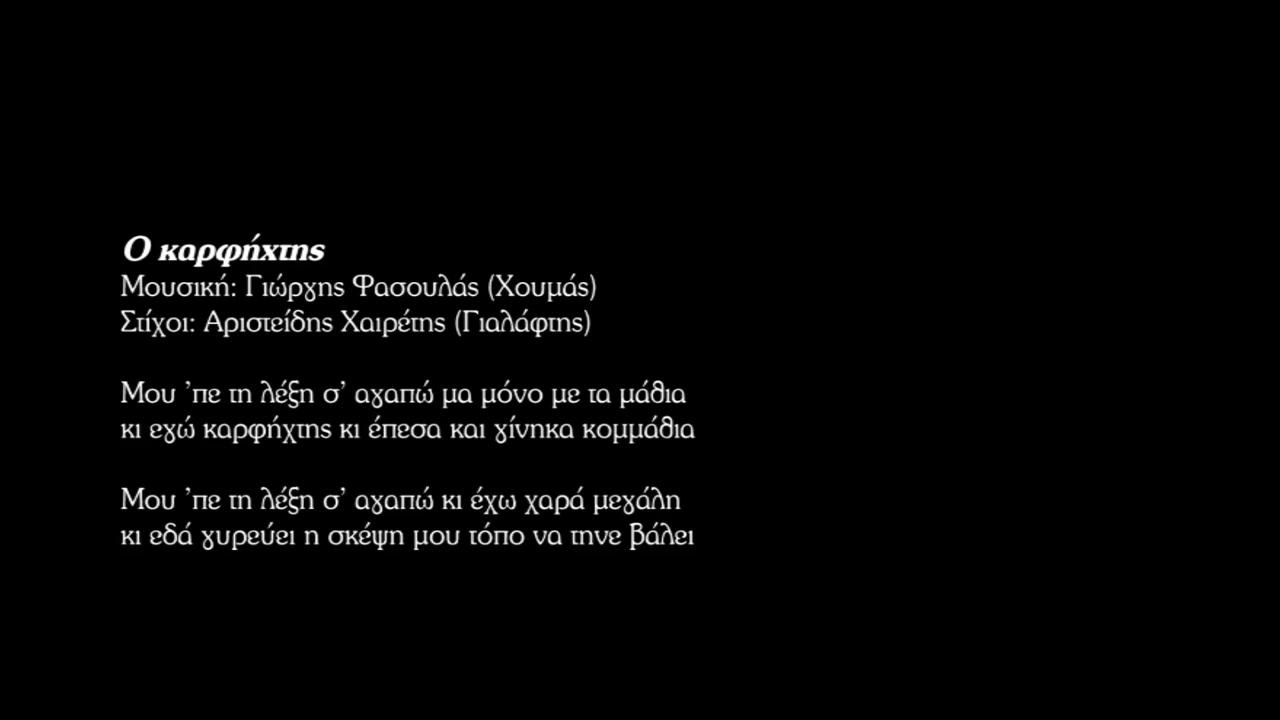 Ο καρφήχτης
Μουσική: Γιώργης Φασουλάς (Χουμάς)
Στίχοι: Αριστείδης Χαιρέτης (Γιαλάφτης)
Μου ’πε τη λέξη σ’ αγαπώ μα μόνο με τα μάθια
κι εγώ καρφήχτης κι έπεσα και γίνηκα κομμάθια
Μου ’πε τη λέξη σ’ αγαπώ κι έχω χαρά μεγάλη
κι εδά γυρεύει η σκέψη μου τόπο να τηνε βάλει